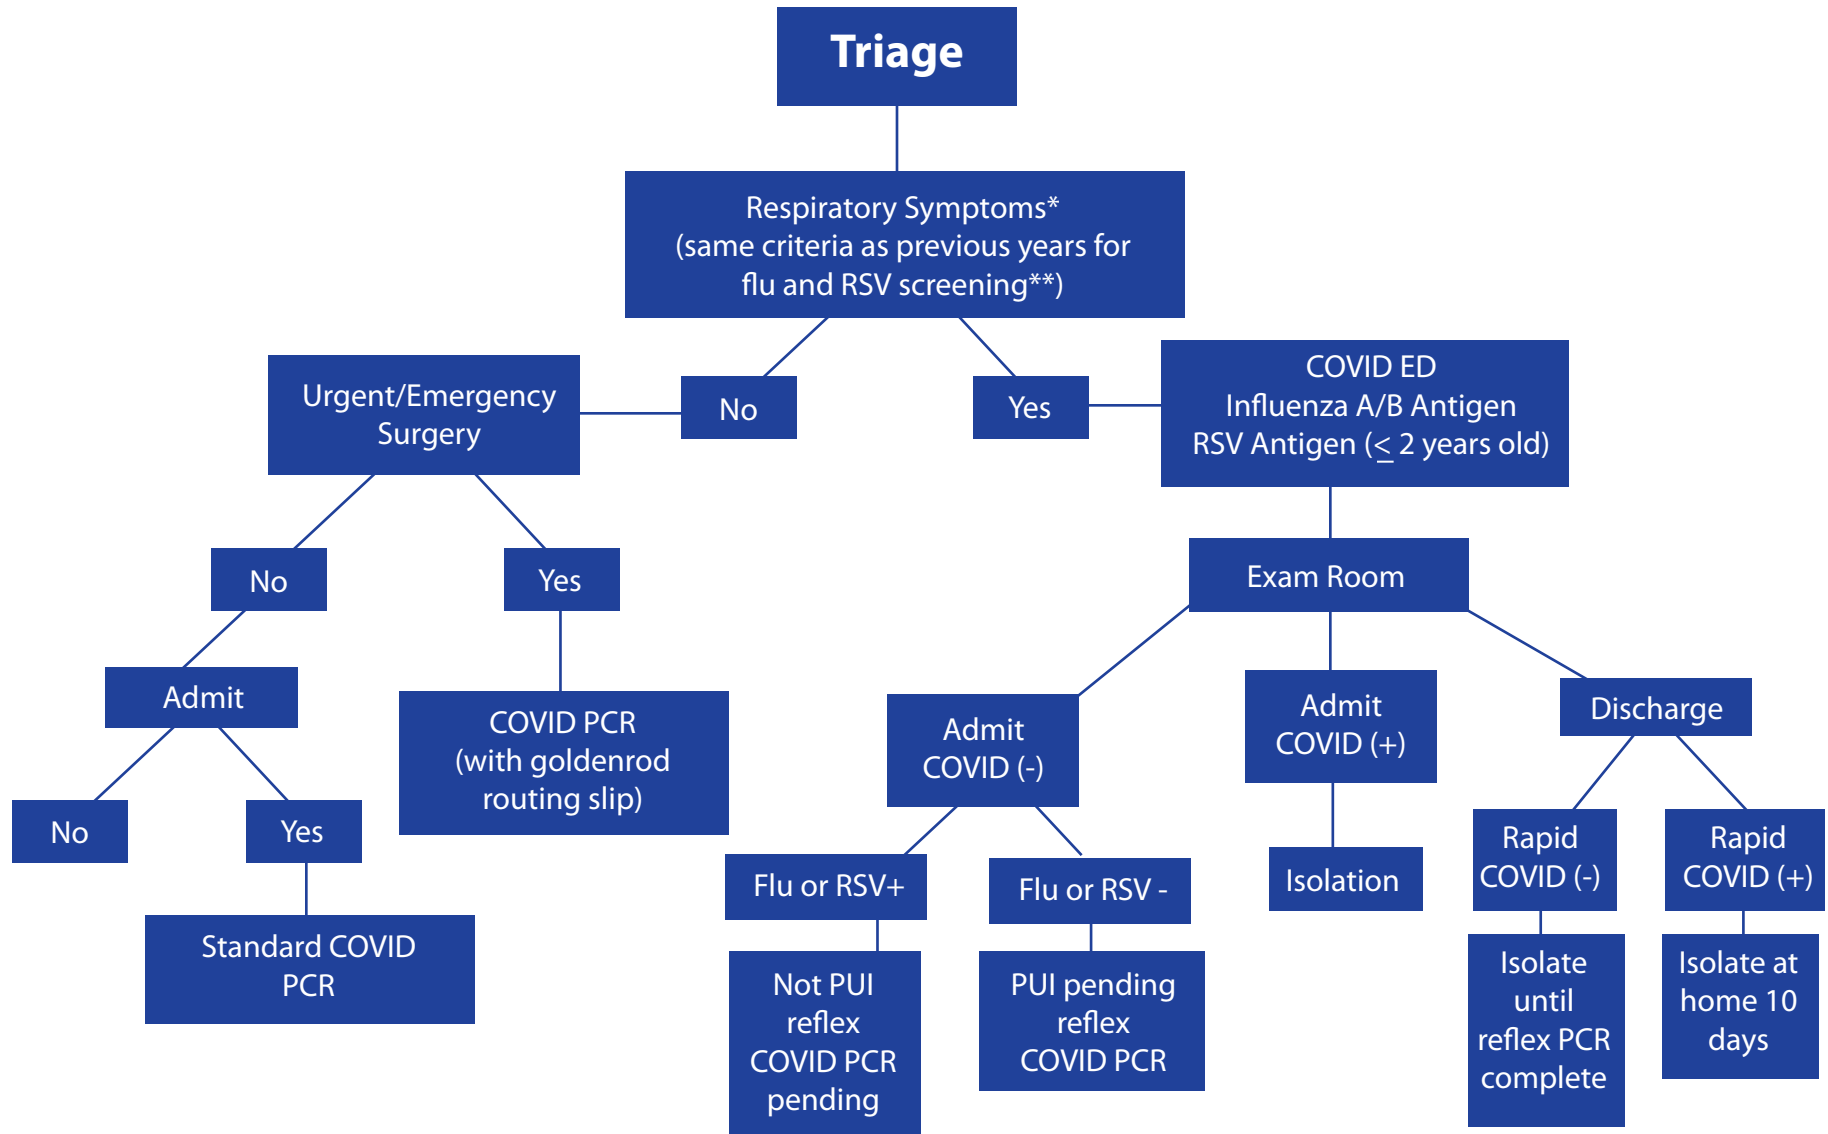 Triage
Respiratory Symptoms*
(same criteria as previous years for
flu and RSV screening**)
Urgent/Emergency
Surgery
No
Yes
COVID ED
Influenza A/B Antigen
RSV Antigen (≤ 2 years old)
No
Yes
Exam Room
Admit
COVID PCR
(with goldenrod
routing slip)
Admit
COVID (-)
Admit
COVID (+)
Discharge
No
Yes
Flu or RSV+
Flu or RSV -
Isolation
Rapid
COVID (-)
Rapid
COVID (+)
Standard COVID
PCR
Not PUI
reflex
COVID PCR
pending
PUI pending
reflex
COVID PCR
Isolate
until
reflex PCR
complete
Isolate at
home 10
days